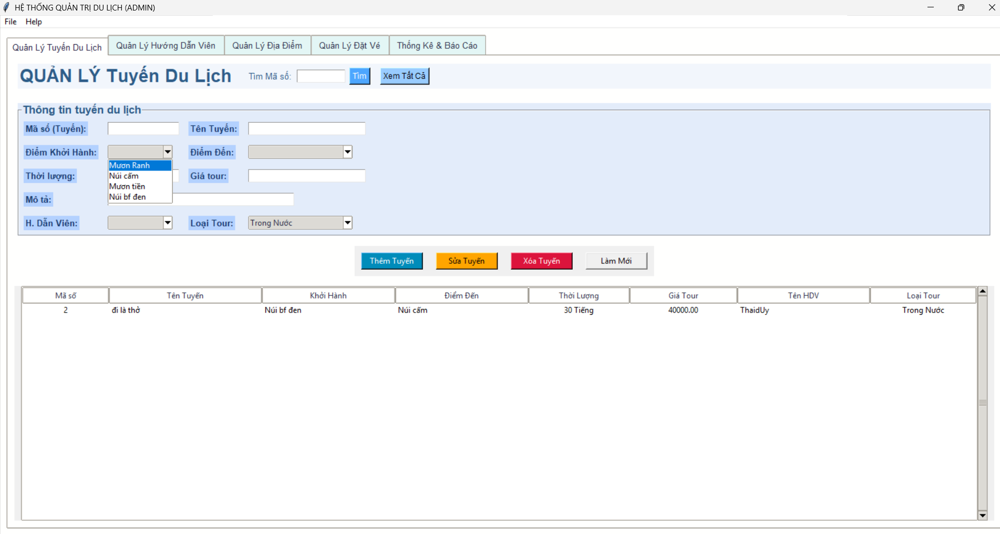 HỆ THỐNG QUẢN TRỊ DU LỊCH (ADMIN)
File Help
Quản Lý Tuyến Du Lịch Quản Lý Hướng Dẫn Viên Quản Lý Địa Điểm Quản Lý Đặt Vé Thống Kê & Báo Cáo
QUẢN LÝ Tuyến Du Lịch Tìm Mã số: Tìm Xem Tất Cả
Thông tin tuyến du lịch
Mã số (Tuyến): Tên Tuyến:
Điểm Khởi Hành: Điểm Đến:
Mươn Ranh
Thời lượng: Núi cấm Giá tour:
Mươn tiền
Mô tả: Núi bf đen
H. Dẫn Viên: Loại Tour: Trong Nước
Thêm Tuyến Sửa Tuyến Xóa Tuyến Làm Mới
Mã số Tên Tuyến Khởi Hành Điểm Đến Thời Lượng Giá Tour Tên HDV Loại Tour
2 đi là thở Núi bf đen Núi cấm 30 Tiếng 40000.00 ThaidUy Trong Nước